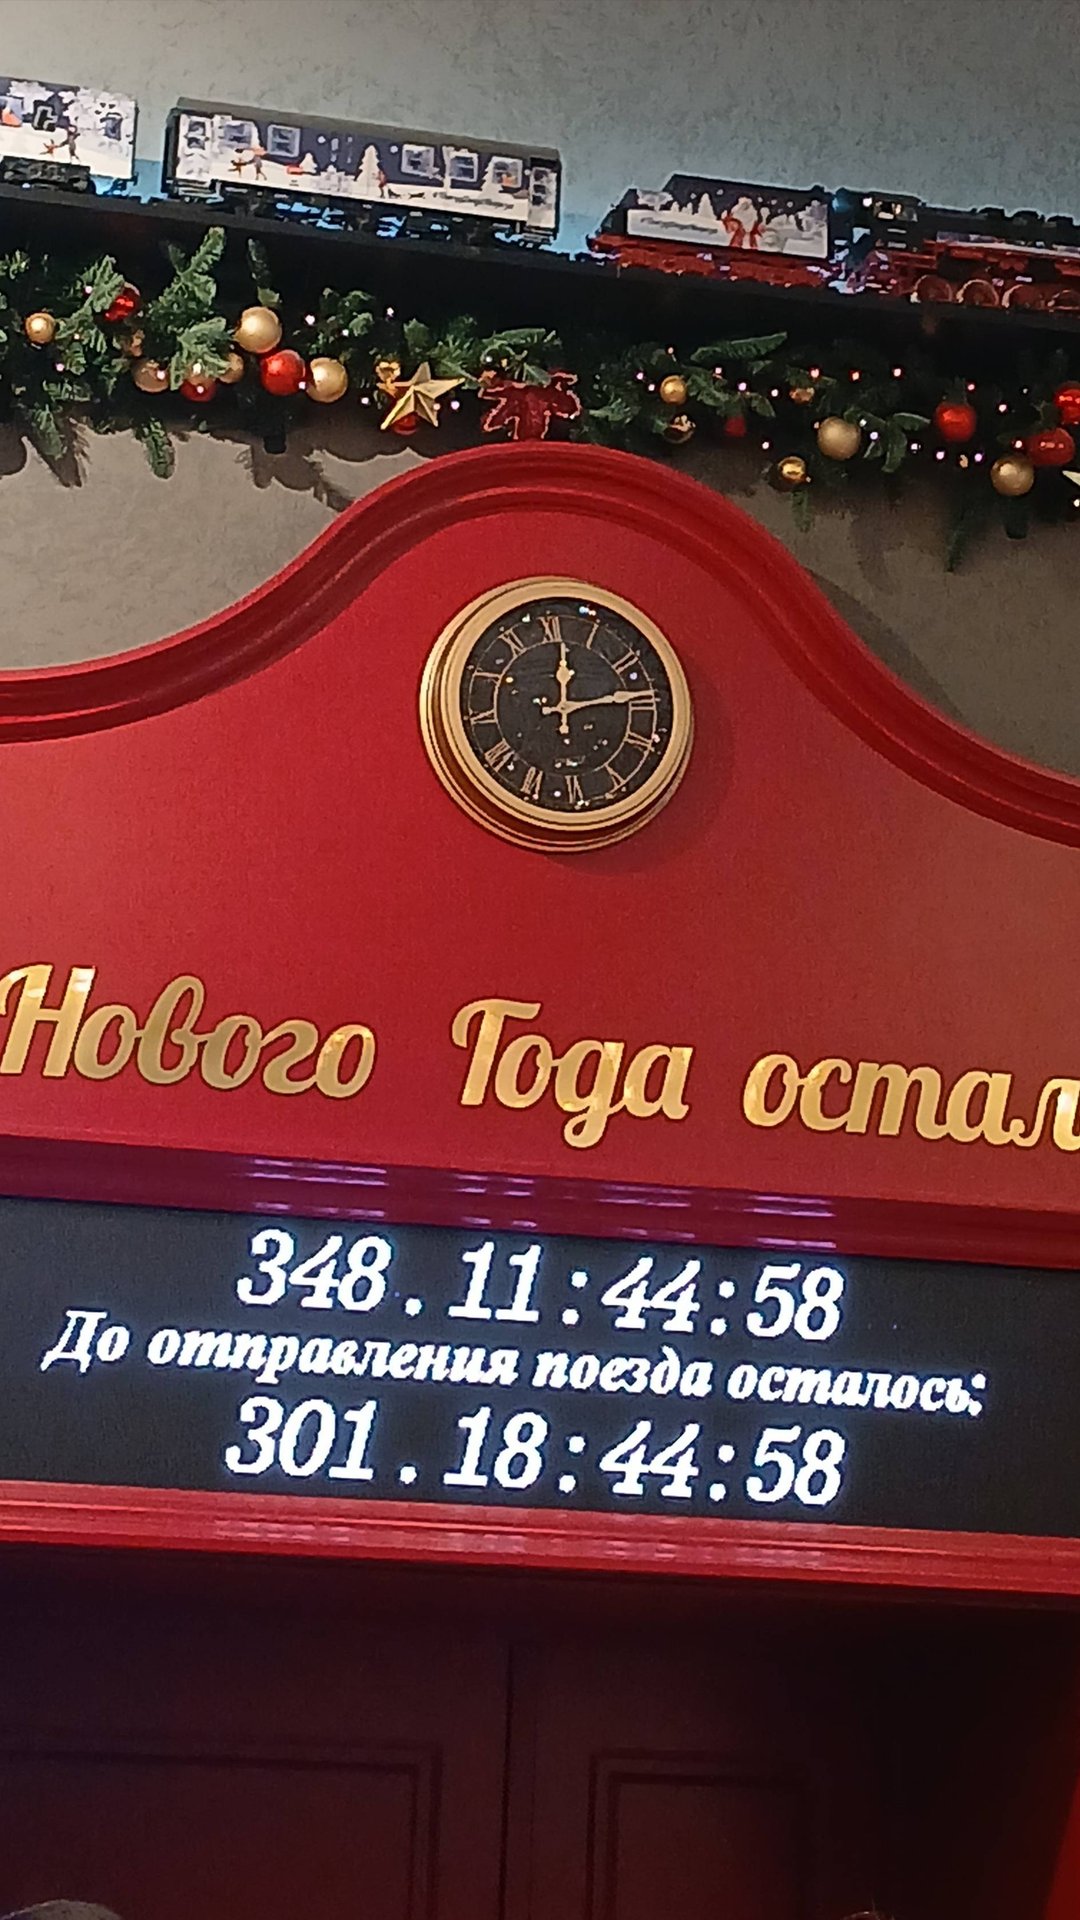 Нового Года остал
348.11:44:58
До отправления поезда осталось:
301.18:44:58